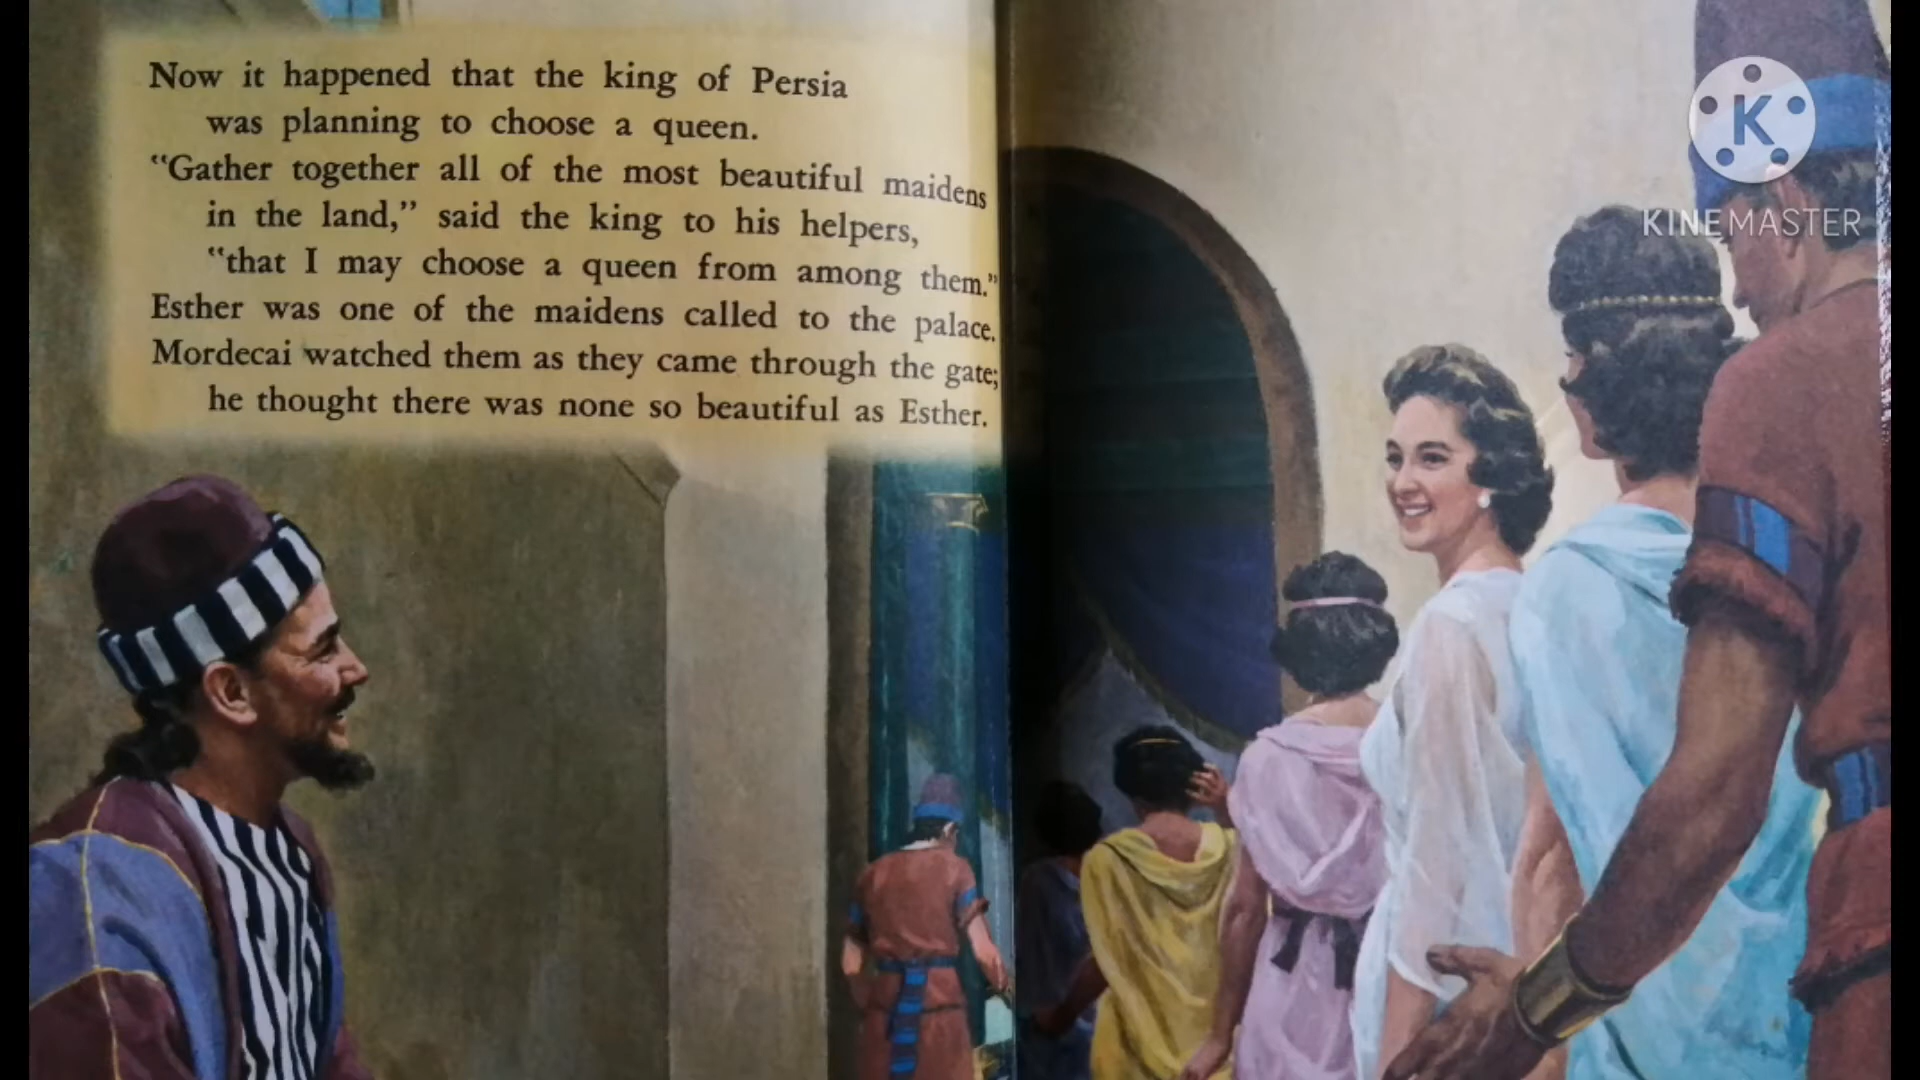 Now it happened that the king of Persia
was planning to choose a queen.
"Gather together all of the most beautiful maidens
in the land," said the king to his helpers,
"that I may choose a queen from among them."
Esther was one of the maidens called to the palace.
Mordecai watched them as they came through the gate;
he thought there was none so beautiful as Esther.
K
KINEMASTER